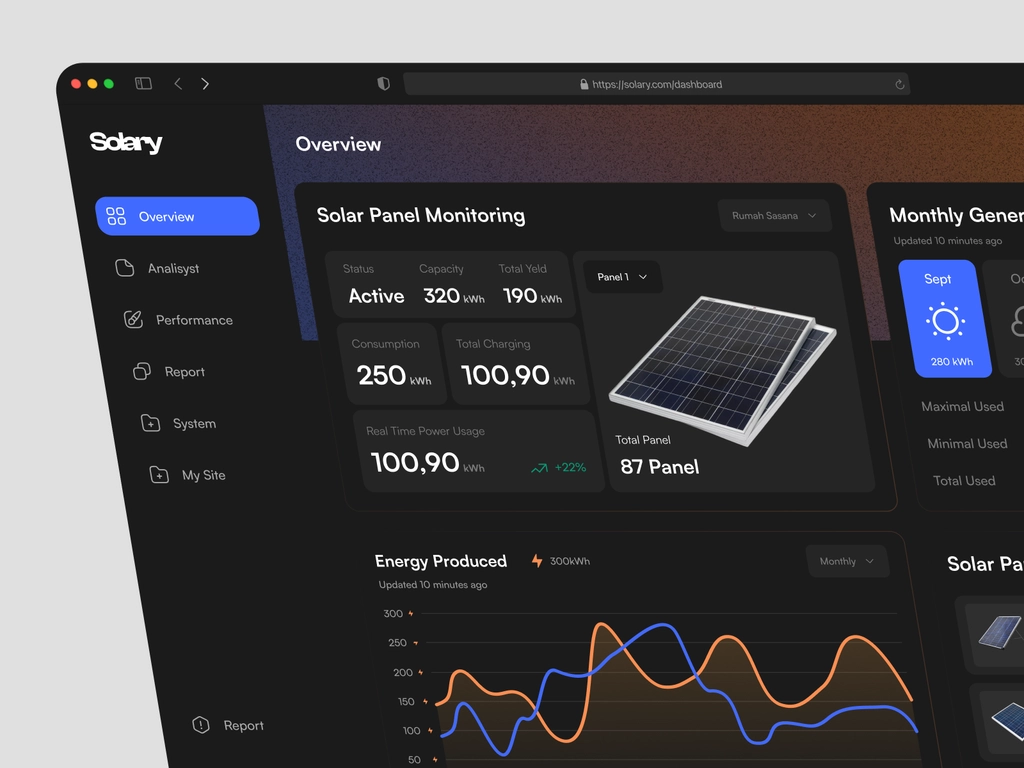 https://solary.com/dashboard
Solary
Overview
Overview
Analisyst
Performance
Report
System
My Site
Report
Solar Panel Monitoring
Rumah Sasana
Status
Capacity
Total Yeld
Active
320 kWh
190 kWh
Consumption
Total Charging
250 kWh
100,90 kWh
Real Time Power Usage
100,90 kWh
+22%
Panel 1
Total Panel
87 Panel
Monthly Gener
Updated 10 minutes ago
Sept
280 kWh
Oc
30
Maximal Used
Minimal Used
Total Used
Energy Produced
300kWh
Monthly
Updated 10 minutes ago
300
250
200
150
100
50
Solar Pa